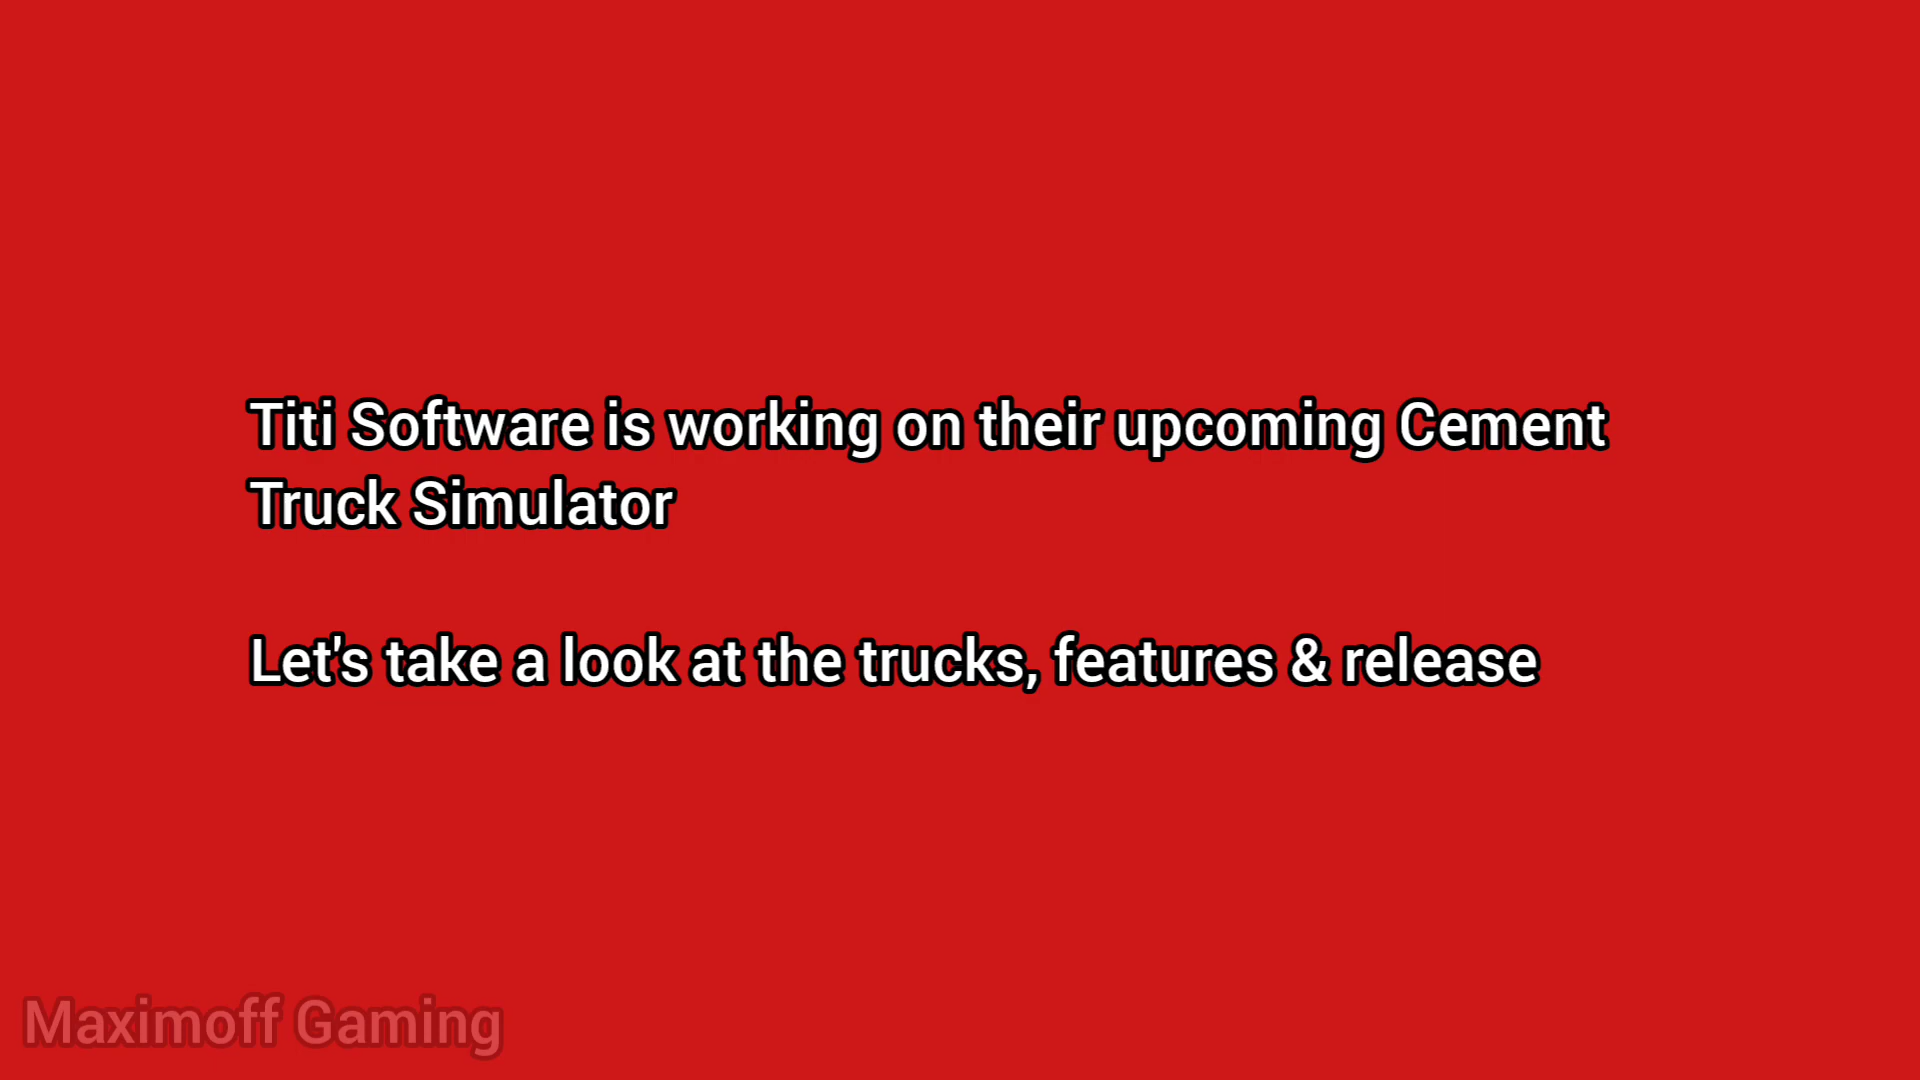 Titi Software is working on their upcoming Cement
Truck Simulator
Let's take a look at the trucks, features & release
Maximoff Gaming